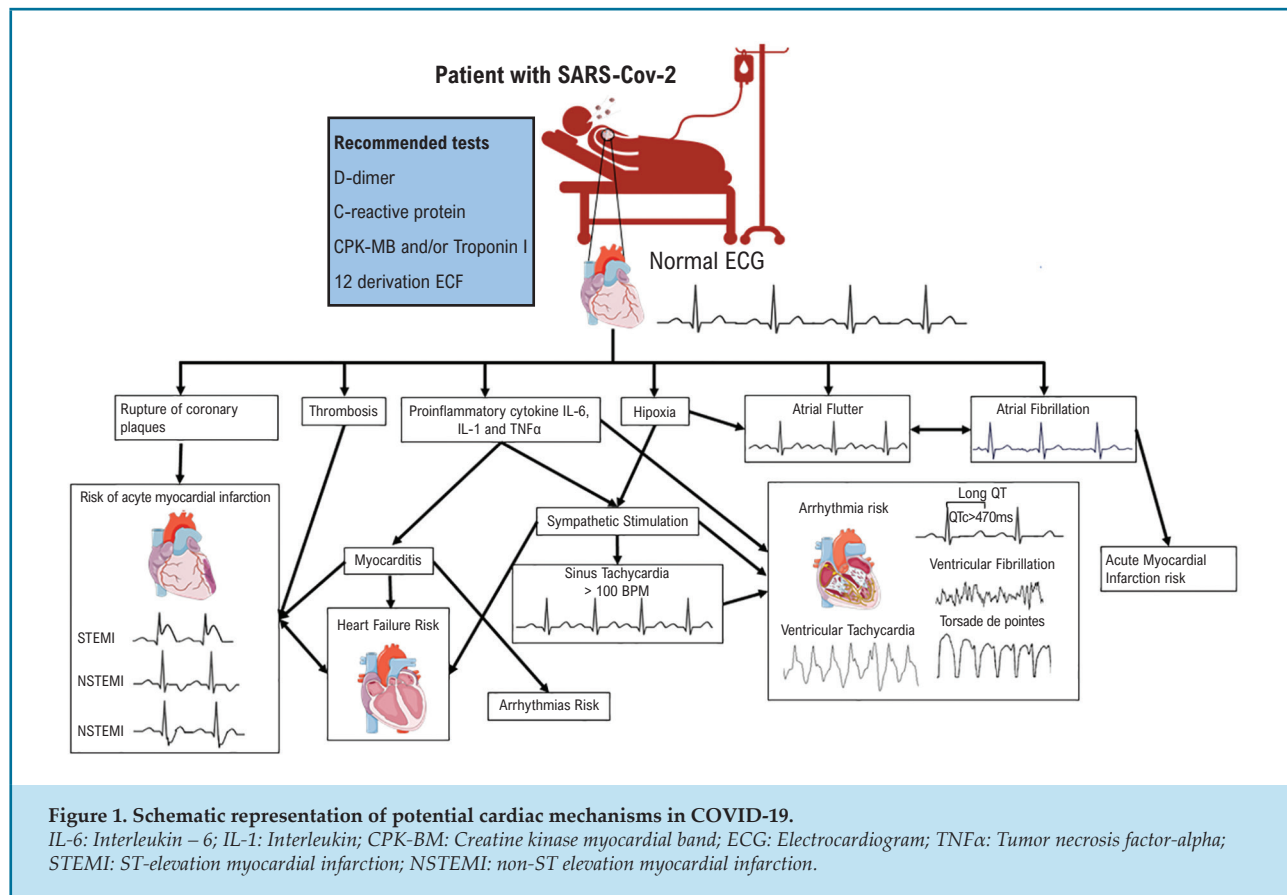 Patient with SARS-Cov-2
Recommended tests
D-dimer
C-reactive protein
CPK-MB and/or Troponin I
12 derivation ECF
Normal ECG
Rupture of coronary
plaques
Thrombosis
Proinflammatory cytokine IL-6,
IL-1 and TNFα
Hipoxia
Atrial Flutter
Atrial Fibrillation
Risk of acyte myocardial infarction
STEMI
NSTEMI
NSTEMI
Myocarditis
Heart Failure Risk
Sympathetic Stimulation
Sinus Tachycardia
> 100 BPM
Arrhythmias Risk
Arrhythmia risk
Long QT
QTc>470ms
Ventricular Fibrillation
Torsade de pointes
Ventricular Tachycardia
Acute Myocardial
Infarction risk
Figure 1. Schematic representation of potential cardiac mechanisms in COVID-19.
IL-6: Interleukin – 6; IL-1: Interleukin; CPK-BM: Creatine kinase myocardial band; ECG: Electrocardiogram; TNFα: Tumor necrosis factor-alpha;
STEMI: ST-elevation myocardial infarction; NSTEMI: non-ST elevation myocardial infarction.